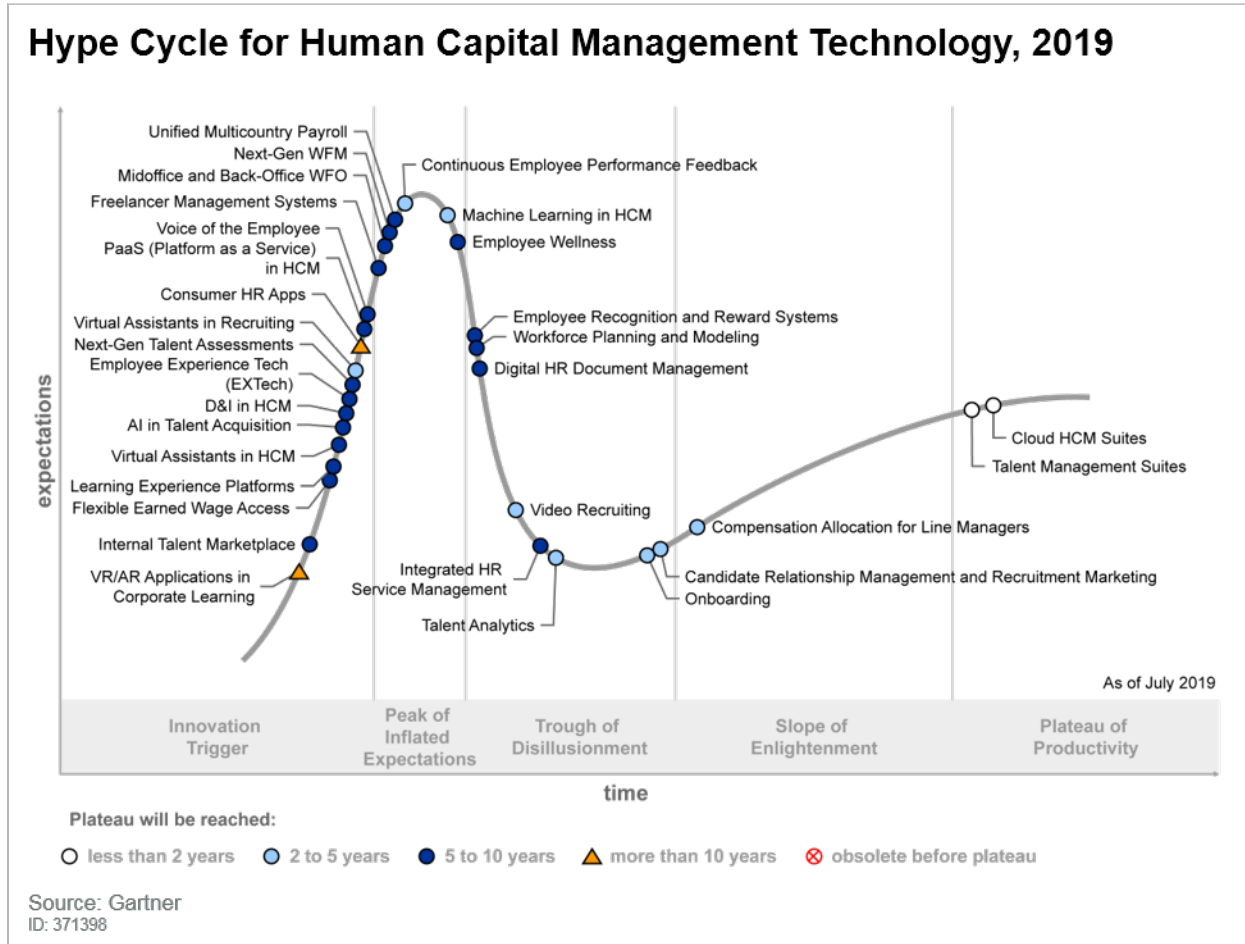 Hype Cycle for Human Capital Management Technology, 2019
expectations
Unified Multicountry Payroll
Next-Gen WFM
Midoffice and Back-Office WFO
Freelancer Management Systems
Voice of the Employee
PaaS (Platform as a Service)
in HCM
Consumer HR Apps
Virtual Assistants in Recruiting
Next-Gen Talent Assessments
Employee Experience Tech
(EXTech)
D&I in HCM
AI in Talent Acquisition
Virtual Assistants in HCM
Learning Experience Platforms
Flexible Earned Wage Access
Internal Talent Marketplace
VR/AR Applications in
Corporate Learning
Continuous Employee Performance Feedback
Machine Learning in HCM
Employee Wellness
Employee Recognition and Reward Systems
Workforce Planning and Modeling
Digital HR Document Management
Video Recruiting
Integrated HR
Service Management
Talent Analytics
Compensation Allocation for Line Managers
Candidate Relationship Management and Recruitment Marketing
Onboarding
Cloud HCM Suites
Talent Management Suites
As of July 2019
Innovation
Trigger
Peak of
Inflated
Expectations
Trough of
Disillusionment
Slope of
Enlightenment
Plateau of
Productivity
time
Plateau will be reached:
less than 2 years
2 to 5 years
5 to 10 years
more than 10 years
obsolete before plateau
Source: Gartner
ID: 371398